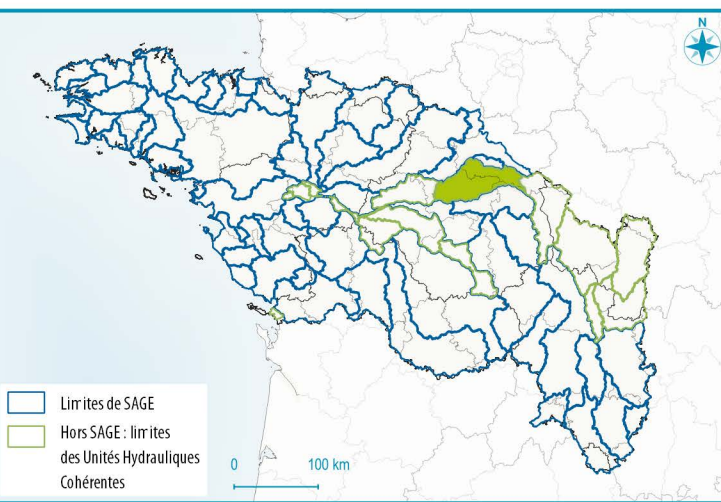 N
Limites de SAGE
Hors SAGE : limites
des Unités Hydrauliques
Cohérentes
0 100 km